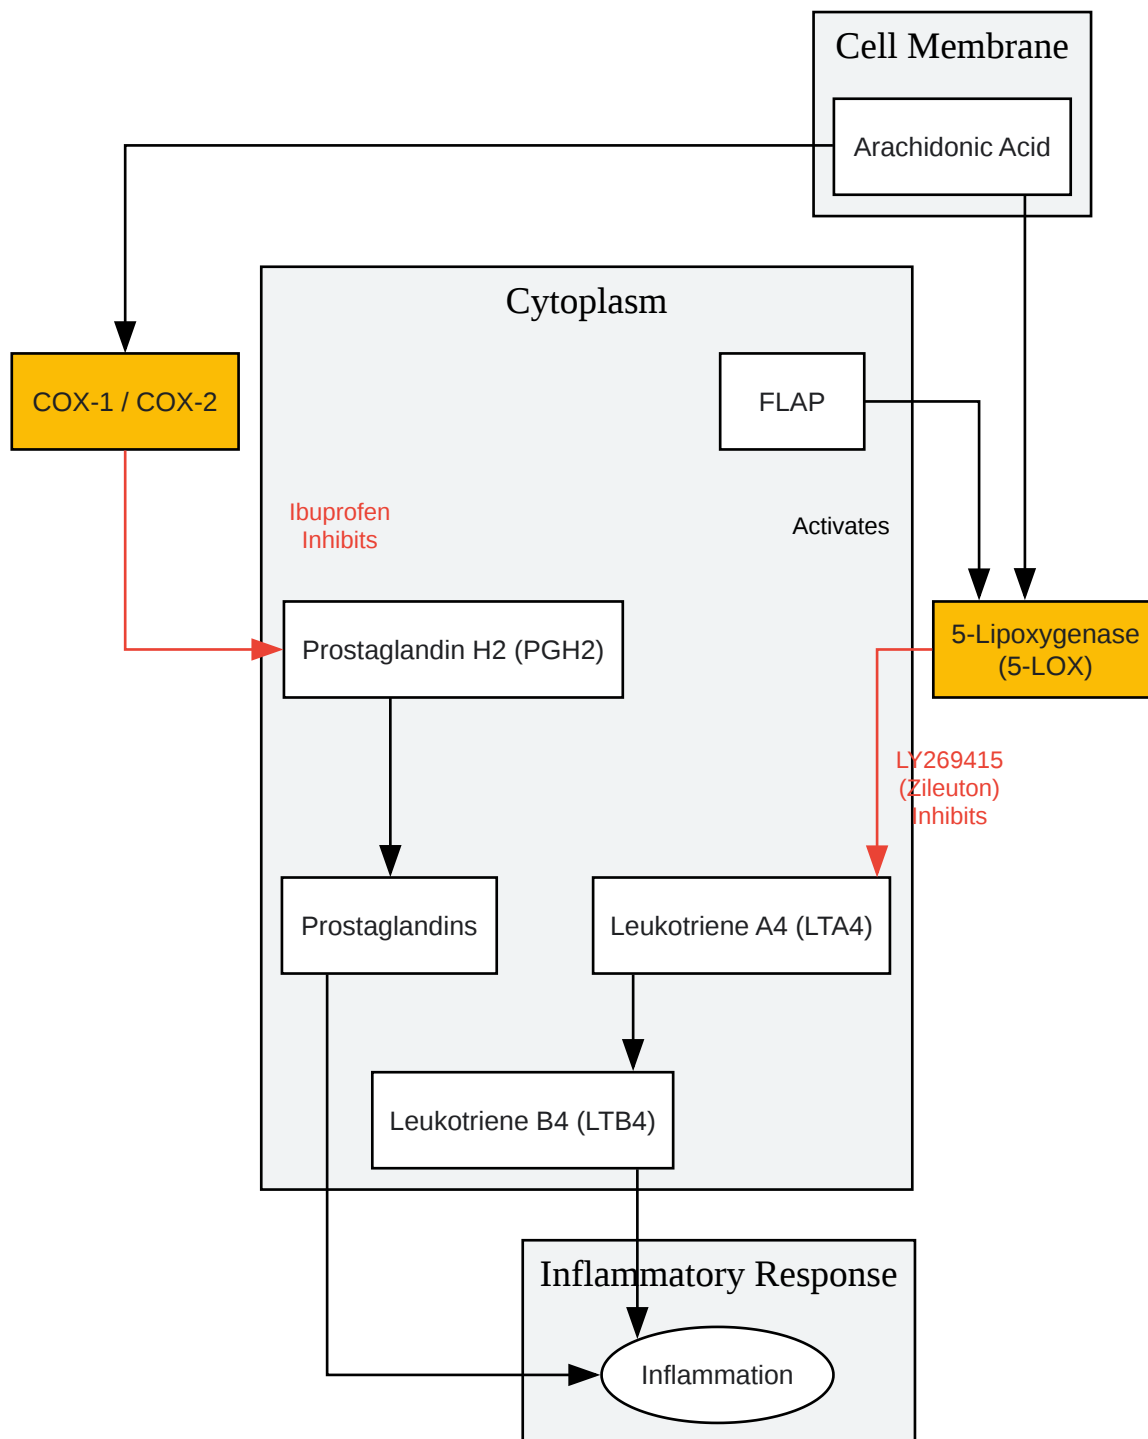 Cell Membrane
Arachidonic Acid
Cytoplasm
COX-1 / COX-2
FLAP
Ibuprofen
Inhibits
Activates
Prostaglandin H2 (PGH2)
5-Lipoxygenase
(5-LOX)
LY269415
(Zileuton)
Inhibits
Prostaglandins
Leukotriene A4 (LTA4)
Leukotriene B4 (LTB4)
Inflammatory Response
Inflammation